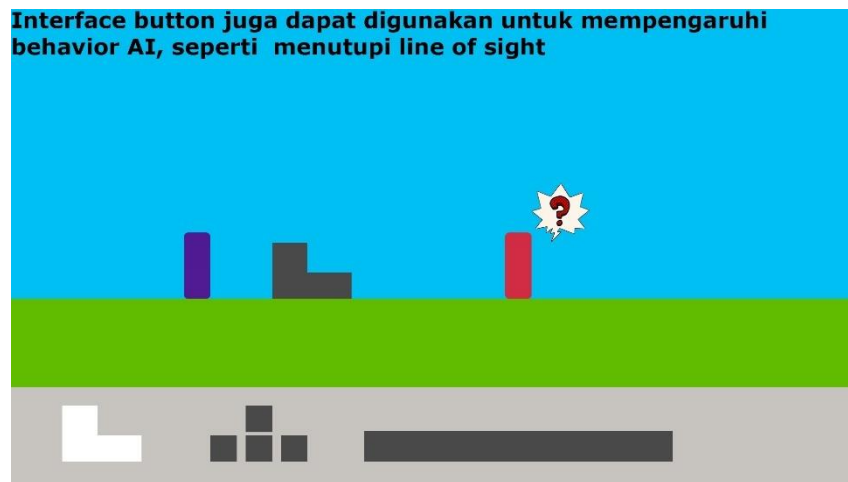 Interface button juga dapat digunakan untuk mempengaruhi
behavior AI, seperti  menutupi line of sight
?